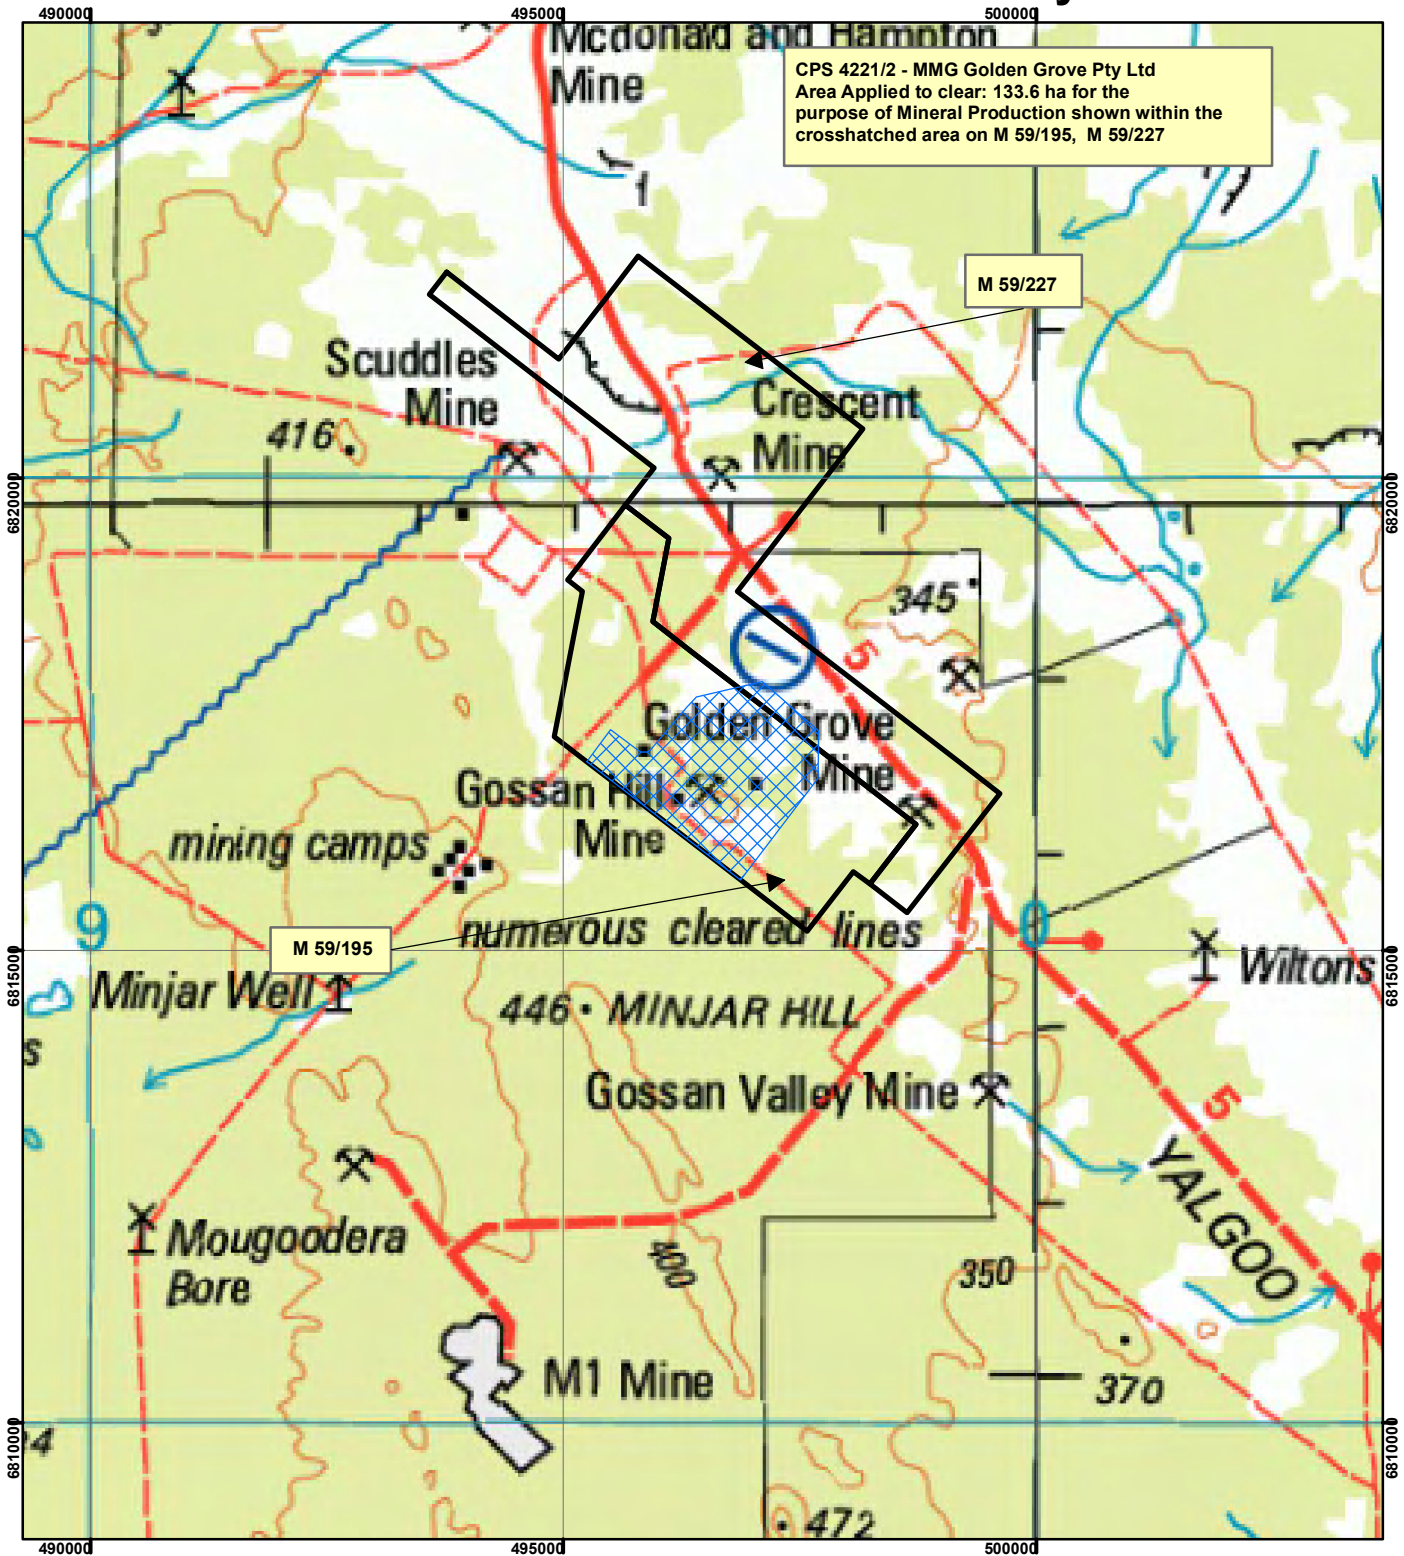 490000
495000
500000
Mcdonald and Hampton
Mine
CPS 4221/2 - MMG Golden Grove Pty Ltd
Area Applied to clear: 133.6 ha for the
purpose of Mineral Production shown within the
crosshatched area on M 59/195,  M 59/227
M 59/227
Scuddles
Mine
Crescent
Mine
416
6820000
6820000
345
5
Golden Grove
Mine
Gossan Hill
Mine
mining camps
9
0
numerous cleared lines
M 59/195
6815000
6815000
Wiltons
Minjar Well
446
MINJAR HILL
s
Gossan Valley Mine
5
YALGOO
Mougoodera
Bore
400
350
M1 Mine
370
6810000
6810000
472
490000
495000
500000